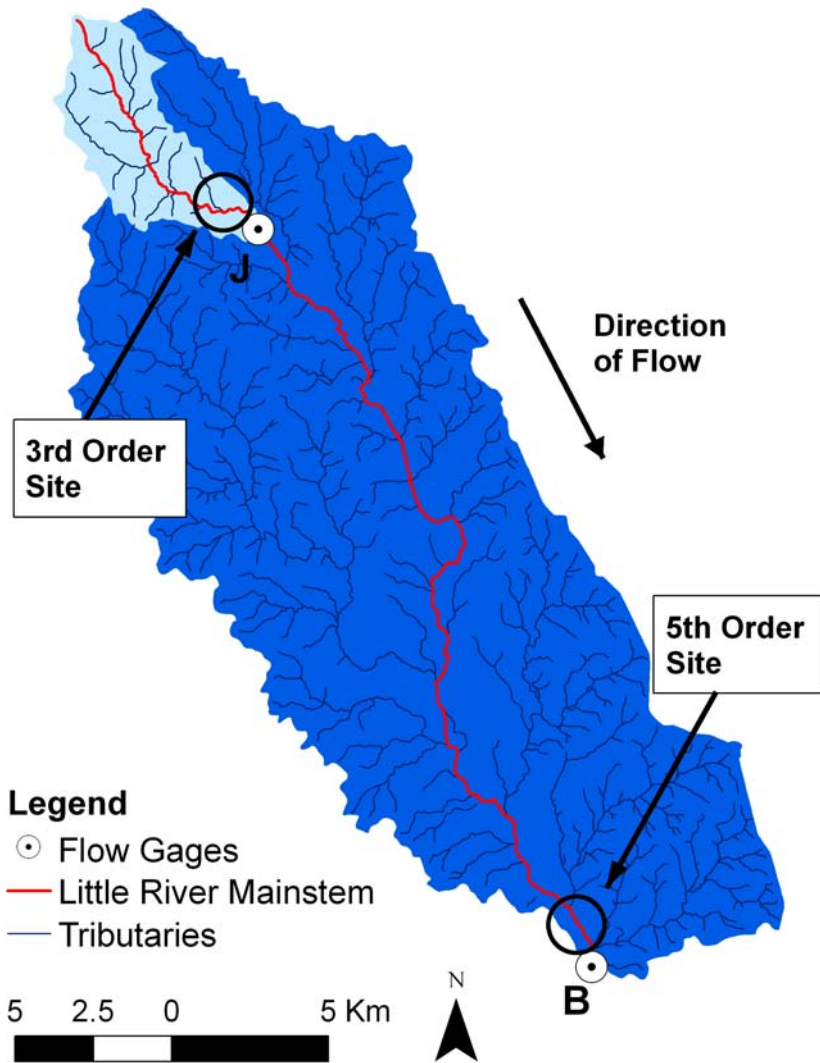 J
Direction
of Flow
3rd Order
Site
5th Order
Site
Legend
Flow Gages
Little River Mainstem
Tributaries
B
N
5 2.5 0 5 Km